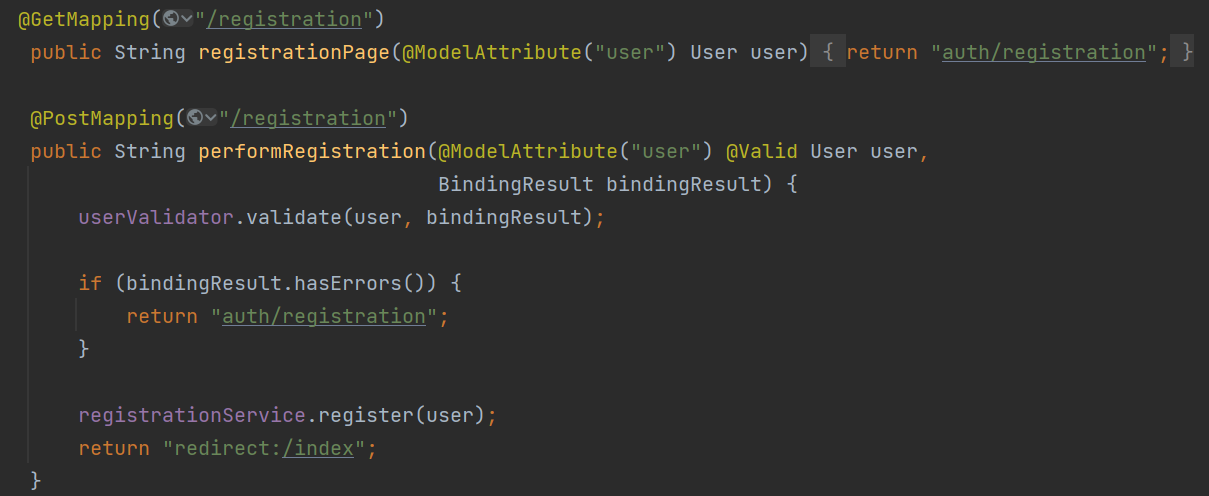 @GetMapping("/registration")
public String registrationPage(@ModelAttribute("user") User user) { return "auth/registration"; }
@PostMapping("/registration")
public String performRegistration(@ModelAttribute("user") @Valid User user,
BindingResult bindingResult) {
userValidator.validate(user, bindingResult);
if (bindingResult.hasErrors()) {
return "auth/registration";
}
registrationService.register(user);
return "redirect:/index";
}